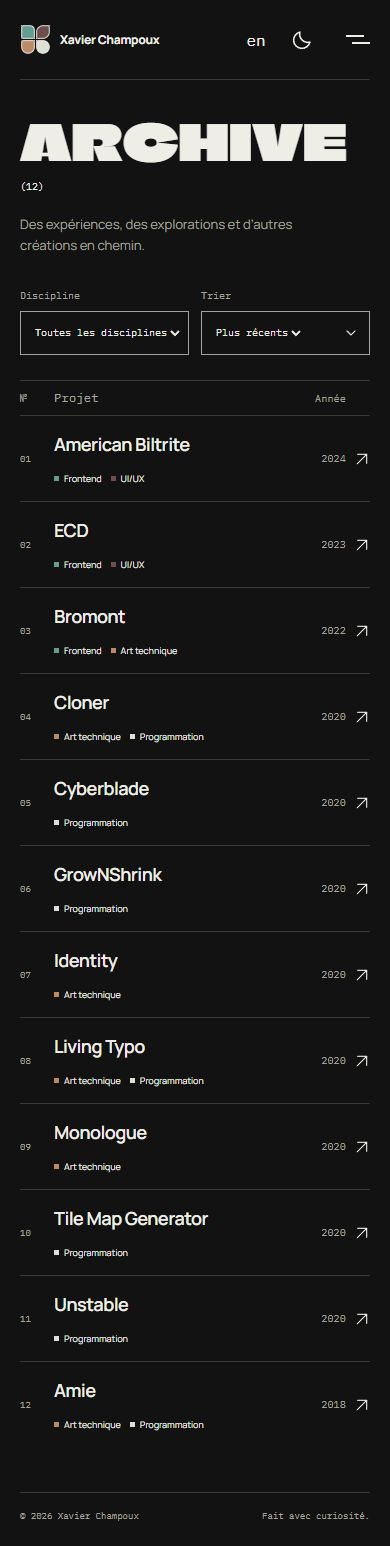 Xavier Champoux
en
ARCHIVE
(12)
Des expériences, des explorations et d'autres
créations en chemin.
Discipline
Trier
Toutes les disciplines
Plus récents
№ Projet Année
American Biltrite
01 2024
Frontend UI/UX
ECD
02 2023
Frontend UI/UX
Bromont
03 2022
Frontend Art technique
Cloner
04 2020
Art technique Programmation
Cyberblade
05 2020
Programmation
GrowNShrink
06 2020
Programmation
Identity
07 2020
Art technique
Living Typo
08 2020
Art technique Programmation
Monologue
09 2020
Art technique
Tile Map Generator
10 2020
Programmation
Unstable
11 2020
Programmation
Amie
12 2018
Art technique Programmation
© 2026 Xavier Champoux Fait avec curiosité.